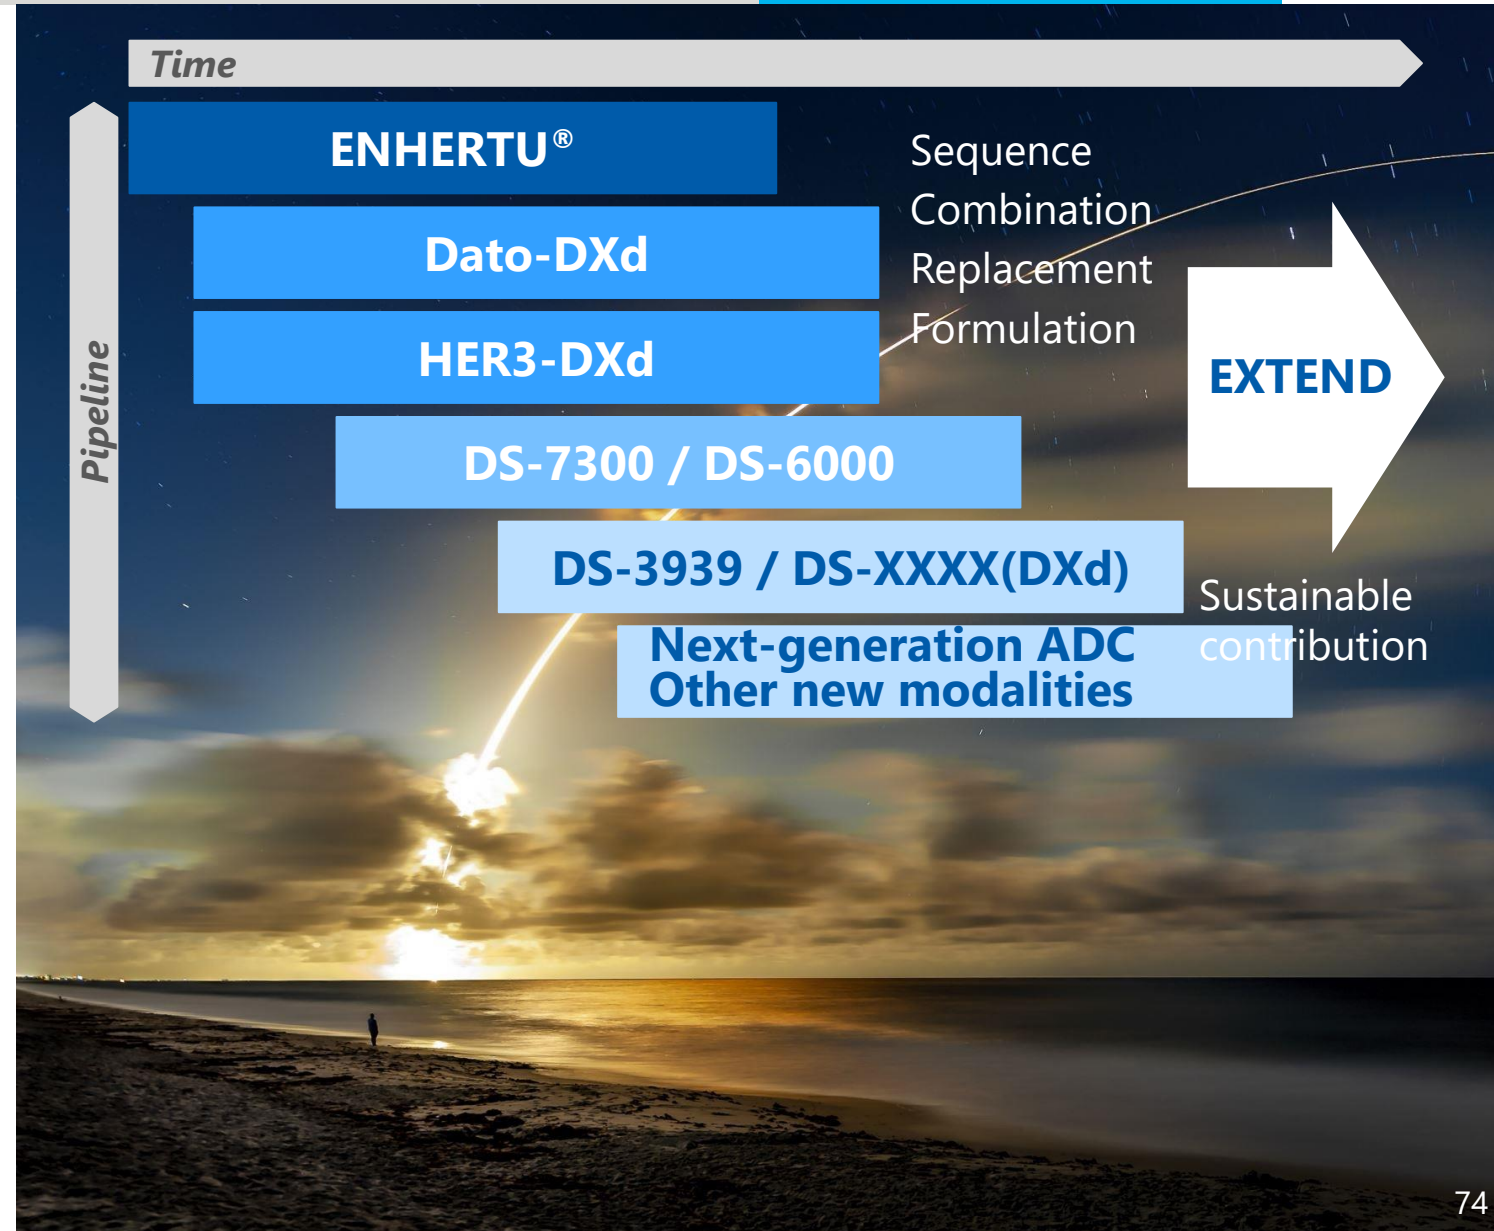 Time
Pipeline
ENHERTU®
Dato-DXd
HER3-DXd
DS-7300 / DS-6000
DS-3939 / DS-XXXX(DXd)
Next-generation ADC
Other new modalities
Sequence
Combination
Replacement
Formulation
EXTEND
Sustainable
contribution
74